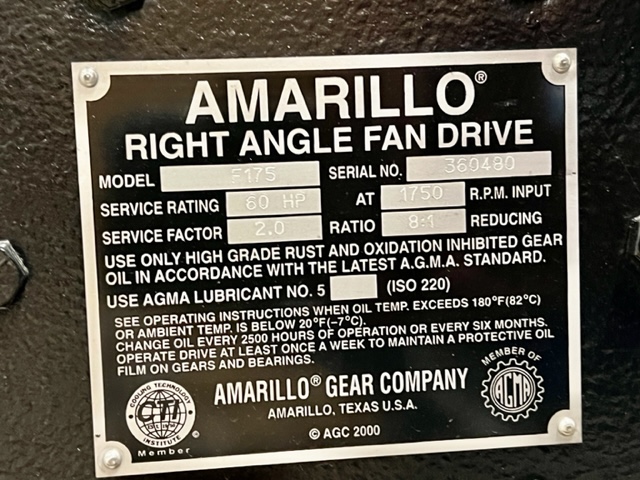 AMARILLO®
RIGHT ANGLE FAN DRIVE
MODEL F175 SERIAL NO. 360480
SERVICE RATING 60 HP AT 1750 R.P.M. INPUT
SERVICE FACTOR 2.0 RATIO 8:1 REDUCING
USE ONLY HIGH GRADE RUST AND OXIDATION INHIBITED GEAR
OIL IN ACCORDANCE WITH THE LATEST A.G.M.A. STANDARD.
USE AGMA LUBRICANT NO. 5 (ISO 220)
SEE OPERATING INSTRUCTIONS WHEN OIL TEMP. EXCEEDS 180°F(82°C)
OR AMBIENT TEMP. IS BELOW 20°F(-7°C).
CHANGE OIL EVERY 2500 HOURS OF OPERATION OR EVERY SIX MONTHS.
OPERATE DRIVE AT LEAST ONCE A WEEK TO MAINTAIN A PROTECTIVE OIL
FILM ON GEARS AND BEARINGS.
COOLING TECHNOLOGY
CTI
INSTITUTE
Member
AMARILLO® GEAR COMPANY
AMARILLO, TEXAS U.S.A.
© AGC 2000
MEMBER OF
AGMA